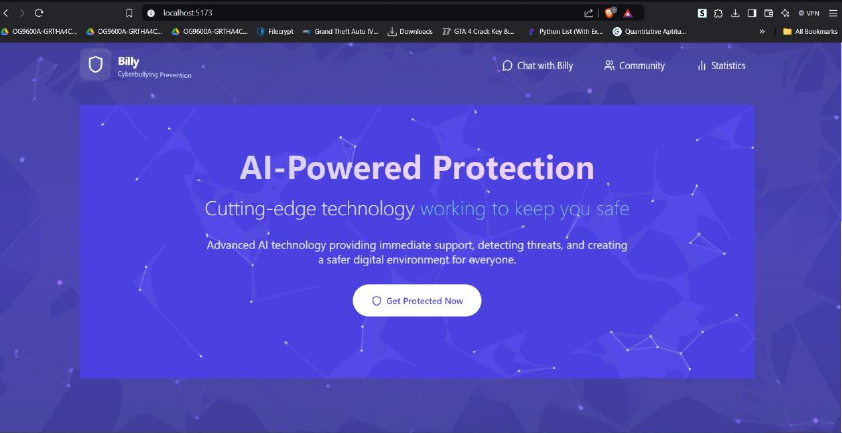 localhost:5173
VPN
OG9600A-GRTHA4C...
OG9600A-GRTHA4C...
OG9600A-GRTHA4C...
Filecrypt
Grand Theft Auto IV...
Downloads
GTA 4 Crack Key &...
Python List (With Ex...
Quantitative Aptitu...
»
All Bookmarks
Billy
Cyberbullying Prevention
Chat with Billy
Community
Statistics
AI-Powered Protection
Cutting-edge technology working to keep you safe
Advanced AI technology providing immediate support, detecting threats, and creating
a safer digital environment for everyone.
Get Protected Now